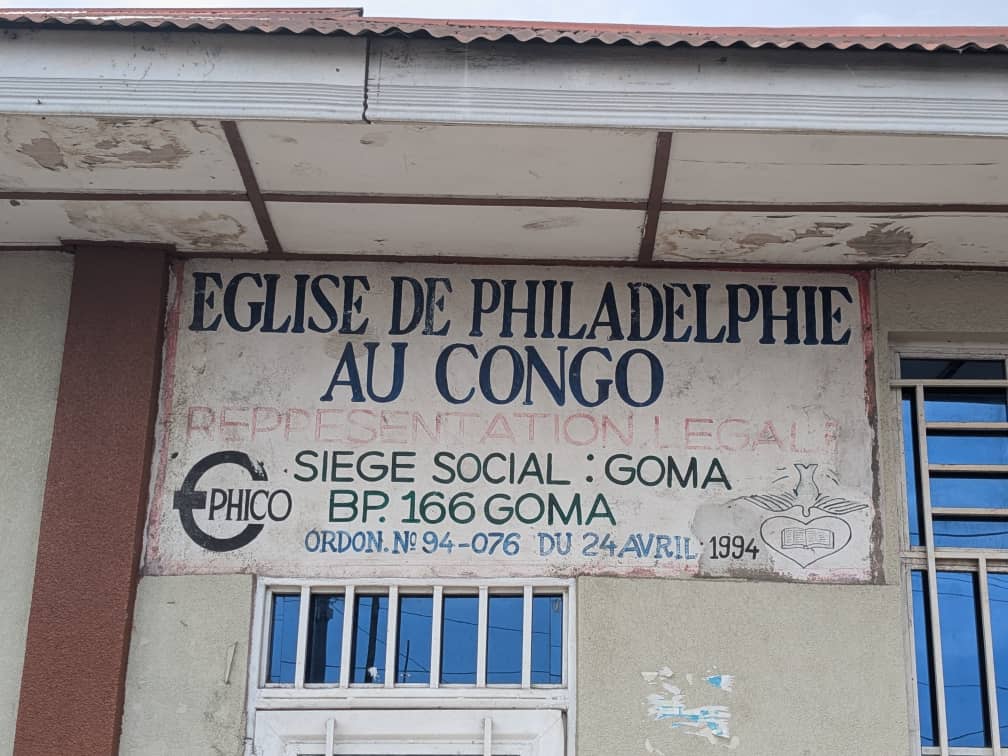 EGLISE DE PHILADELPHIE
AU CONGO
REPPESENTATION LEGALE
SIEGE SOCIAL : GOMA
EPHICO
BP. 166 GOMA
ORDON. Nº 94-076 DU 24 AVRIL 1994